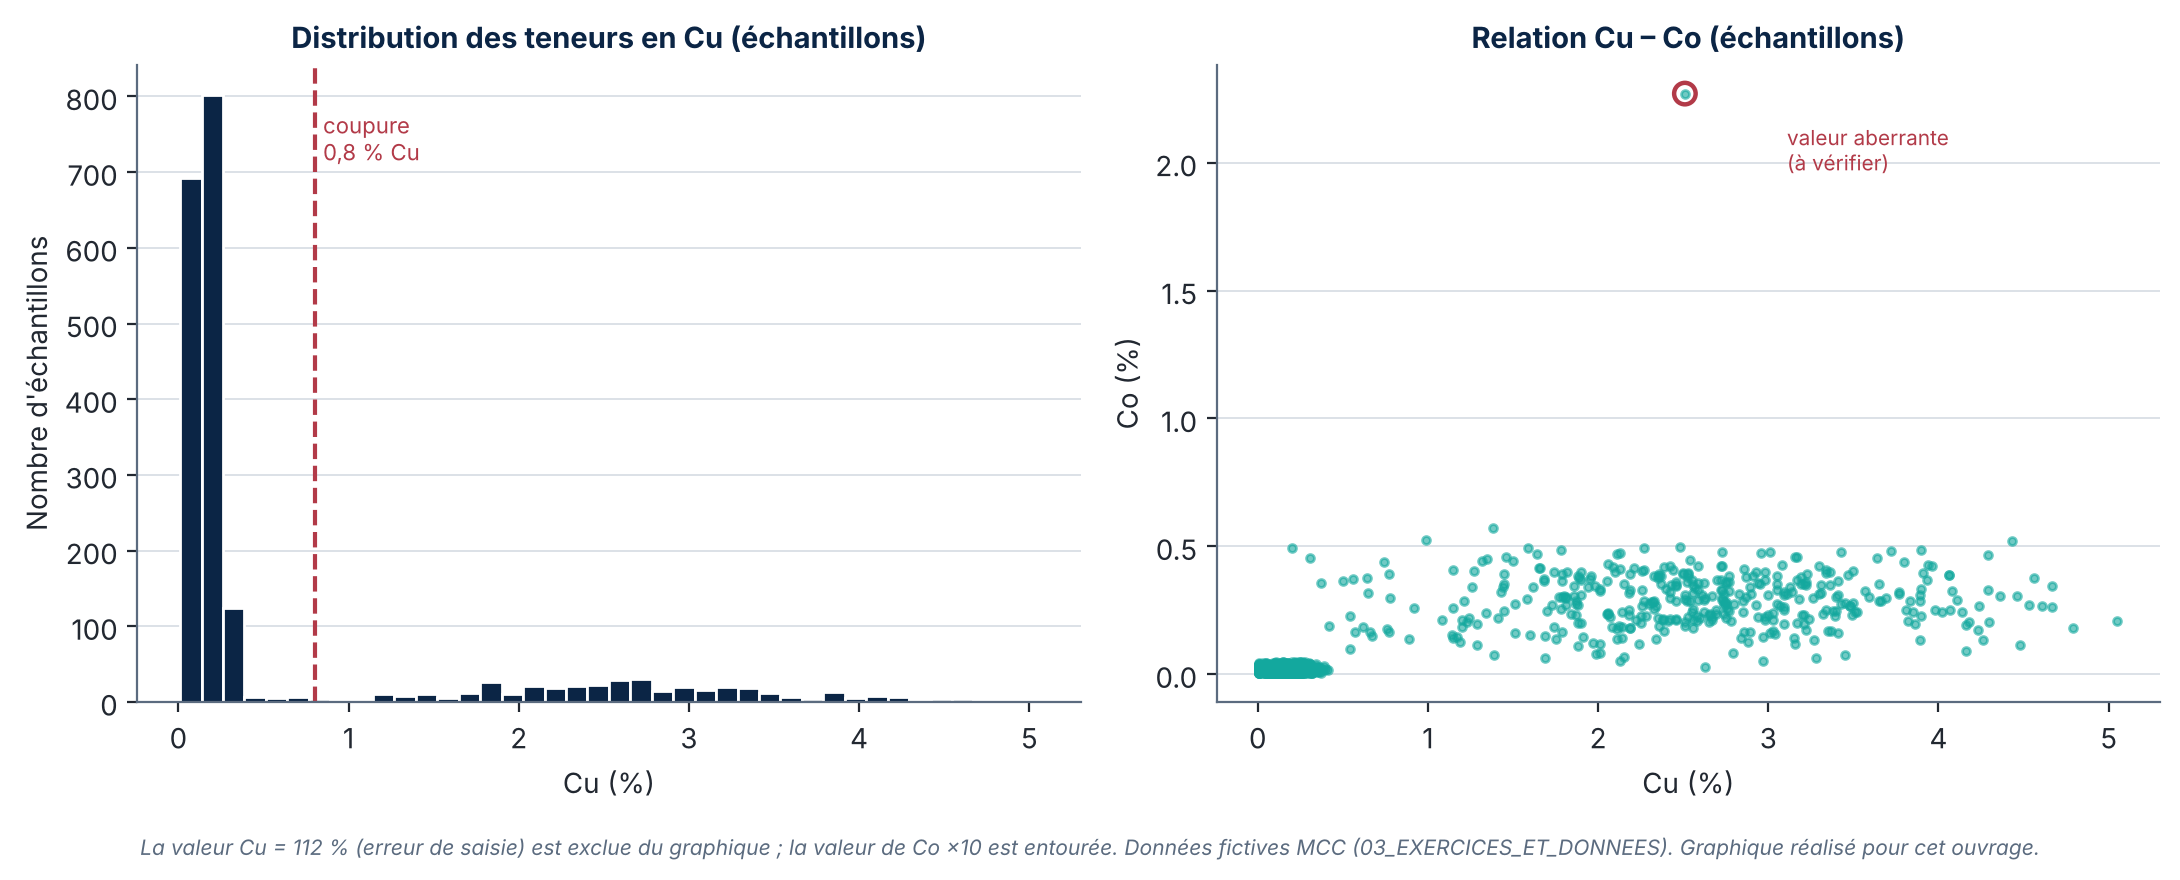 Distribution des teneurs en Cu (échantillons)
800
700
600
500
400
300
200
100
0
Nombre d'échantillons
coupure
0,8 % Cu
0
1
2
3
4
5
Cu (%)
Relation Cu – Co (échantillons)
2.0
1.5
1.0
0.5
0.0
Co (%)
valeur aberrante
(à vérifier)
0
1
2
3
4
5
Cu (%)
La valeur Cu = 112 % (erreur de saisie) est exclue du graphique ; la valeur de Co ×10 est entourée. Données fictives MCC (03_EXERCICES_ET_DONNEES). Graphique réalisé pour cet ouvrage.